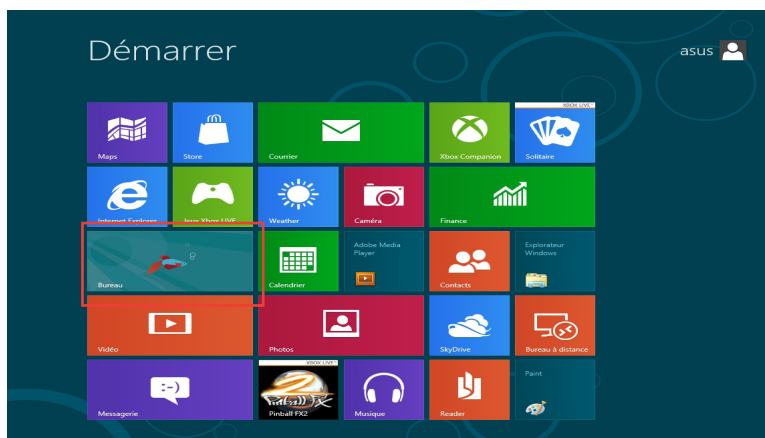 Démarrer
asus
Maps
Store
Courrier
Xbox Companion
XBOX LIVE
Solitaire
Internet Explorer
Jeux Xbox LIVE
Weather
Caméra
Finance
Bureau
Calendrier
Adobe Media
Player
Contacts
Explorateur
Windows
Vidéo
Photos
SkyDrive
Bureau à distance
Messagerie
XBOX LIVE
Pinball FX2
Musique
Reader
Paint